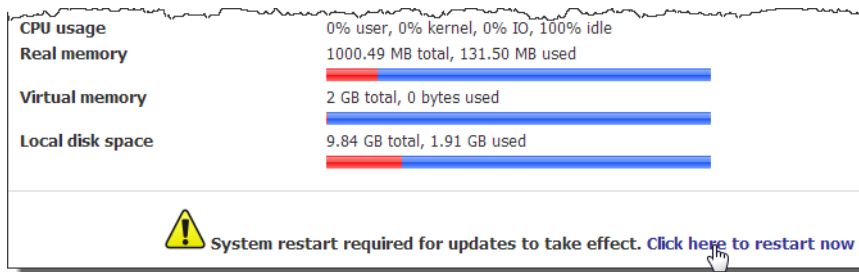 CPU usage 0% user, 0% kernel, 0% IO, 100% idle
Real memory 1000.49 MB total, 131.50 MB used
Virtual memory 2 GB total, 0 bytes used
Local disk space 9.84 GB total, 1.91 GB used
System restart required for updates to take effect. Click here to restart now